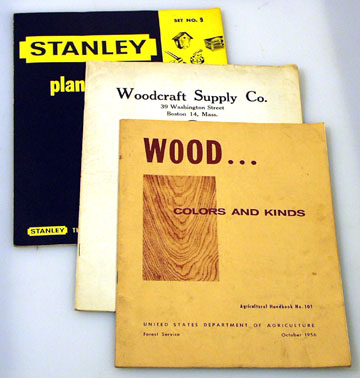 SET NO. 9
STANLEY
plan
STANLEY
Woodcraft Supply Co.
39 Washington Street
Boston 14, Mass.
WOOD...
COLORS AND KINDS
Agricultural Handbook No. 101
UNITED STATES DEPARTMENT OF AGRICULTURE
Forest Service October 1956